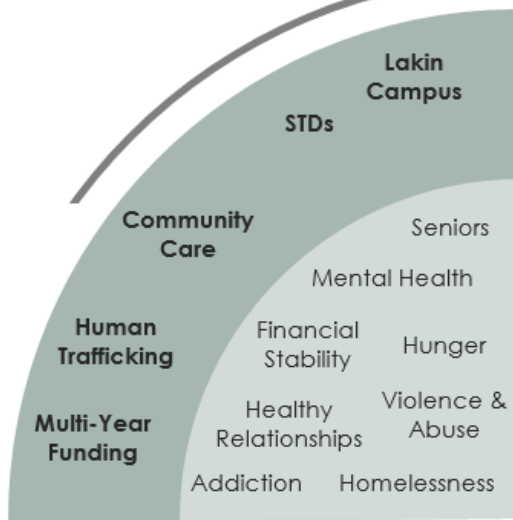 Lakin
Campus
STDs
Community
Care
Human
Trafficking
Multi-Year
Funding
Seniors
Mental Health
Financial
Stability
Hunger
Healthy
Relationships
Violence &
Abuse
Addiction
Homelessness